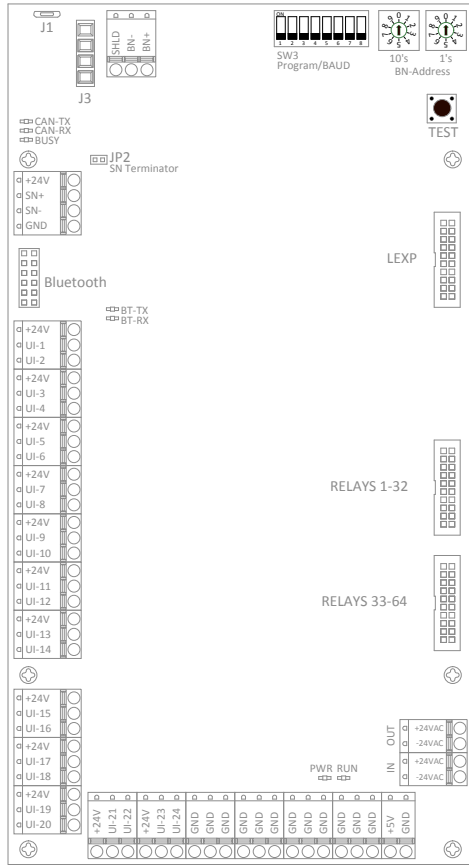 J1
J3
SHLD
BN-
BN+
ON
1 2 3 4 5 6 7 8
SW3
Program/BAUD
10's
1's
BN-Address
TEST
CAN-TX
CAN-RX
BUSY
JP2
SN Terminator
+24V
SN+
SN-
GND
LEXP
Bluetooth
BT-TX
BT-RX
+24V
UI-1
UI-2
+24V
UI-3
UI-4
+24V
UI-5
UI-6
+24V
UI-7
UI-8
+24V
UI-9
UI-10
+24V
UI-11
UI-12
+24V
UI-13
UI-14
RELAYS 1-32
RELAYS 33-64
+24V
UI-15
UI-16
+24V
UI-17
UI-18
+24V
UI-19
UI-20
OUT
+24VAC
-24VAC
IN
+24VAC
-24VAC
PWR RUN
+24V
UI-21
UI-22
+24V
UI-23
UI-24
GND
GND
GND
GND
GND
GND
GND
GND
GND
GND
GND
GND
+5V
GND